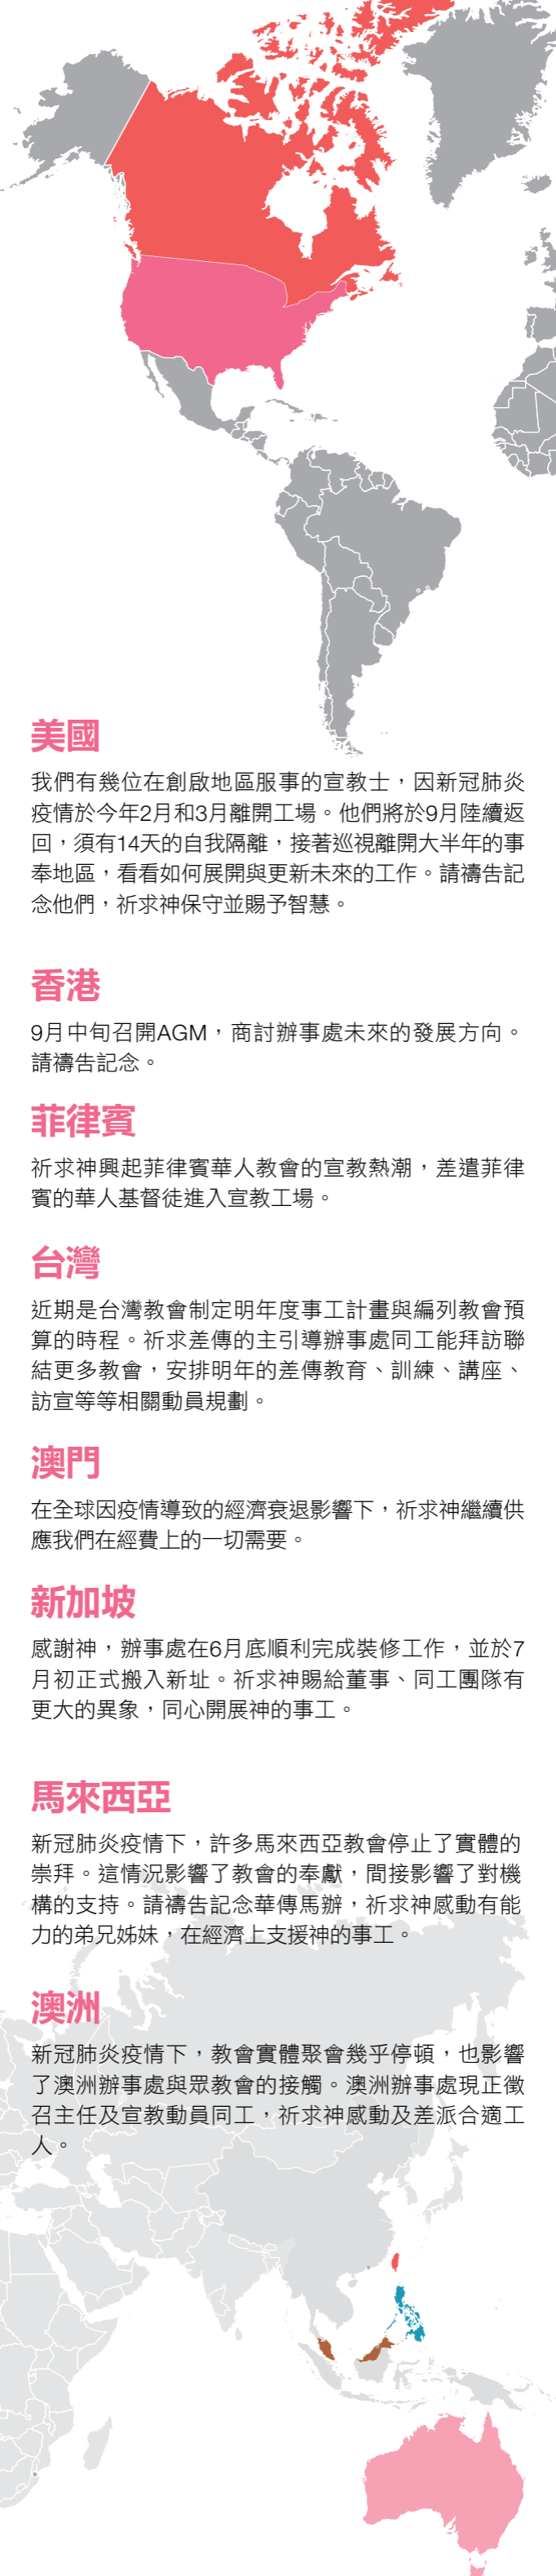 美國
我們有幾位在創啟地區服事的宣教士，因新冠肺炎
疫情於今年2月和3月離開工場。他們將於9月陸續返
回，須有14天的自我隔離，接著巡視離開大半年的事
奉地區，看看如何展開與更新未來的工作。請禱告記
念他們，祈求神保守並賜予智慧。
香港
9月中旬召開AGM，商討辦事處未來的發展方向。
請禱告記念。
菲律賓
祈求神興起菲律賓華人教會的宣教熱潮，差遣菲律
賓的華人基督徒進入宣教工場。
台灣
近期是台灣教會制定明年度事工計畫與編列教會預
算的時程。祈求差傳的主引導辦事處同工能拜訪聯
結更多教會，安排明年的差傳教育、訓練、講座、
訪宣等等相關動員規劃。
澳門
在全球因疫情導致的經濟衰退影響下，祈求神繼續供
應我們在經費上的一切需要。
新加坡
感謝神，辦事處在6月底順利完成裝修工作，並於7
月初正式搬入新址。祈求神賜給董事、同工團隊有
更大的異象，同心開展神的事工。
馬來西亞
新冠肺炎疫情下，許多馬來西亞教會停止了實體的
崇拜。這情況影響了教會的奉獻，間接影響了對機
構的支持。請禱告記念華傳馬辦，祈求神感動有能
力的弟兄姊妹，在經濟上支援神的事工。
澳洲
新冠肺炎疫情下，教會實體聚會幾乎停頓，也影響
了澳洲辦事處與眾教會的接觸。澳洲辦事處現正徵
召主任及宣教動員同工，祈求神感動及差派合適工
人。